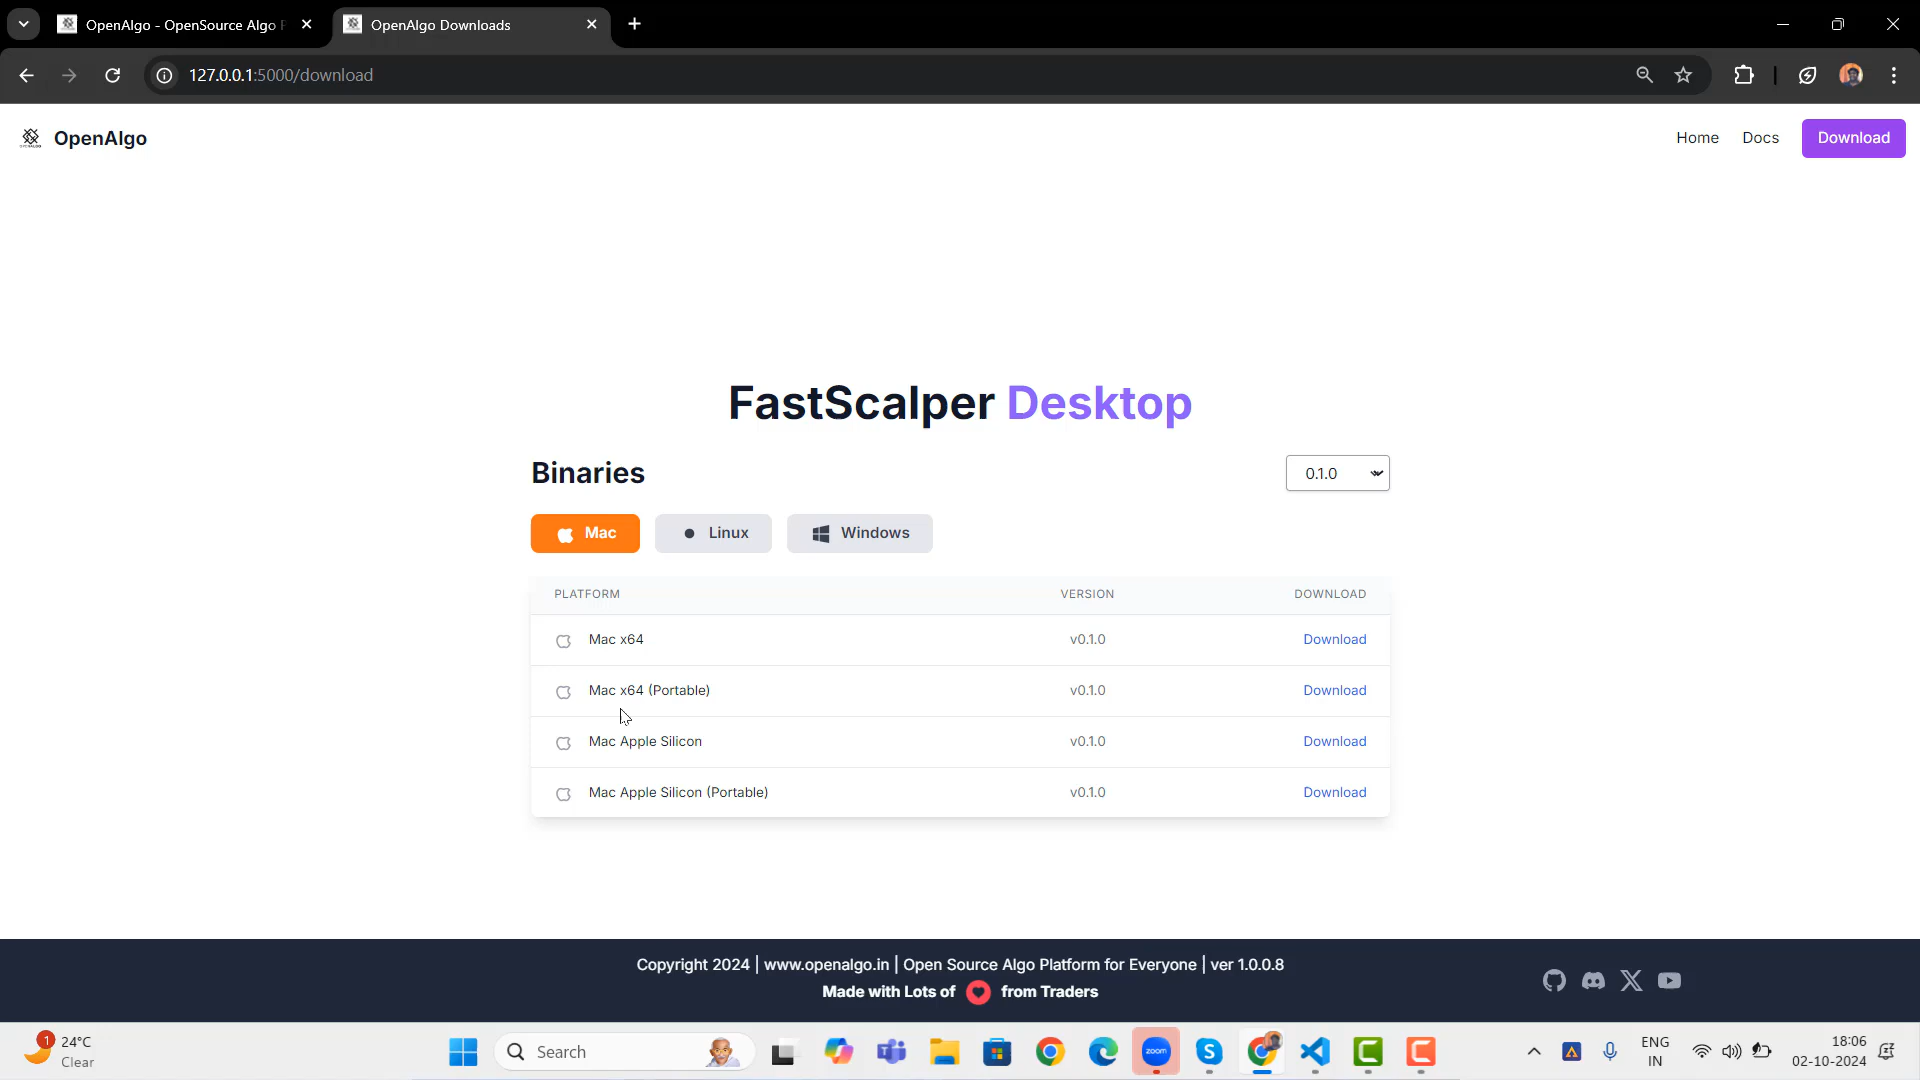 OpenAlgo - OpenSource Algo P
OpenAlgo Downloads
127.0.0.1:5000/download
OpenAlgo
Home
Docs
Download
FastScalper Desktop
Binaries
0.1.0
Mac
Linux
Windows
PLATFORM VERSION DOWNLOAD
Mac x64 v0.1.0 Download
Mac x64 (Portable) v0.1.0 Download
Mac Apple Silicon v0.1.0 Download
Mac Apple Silicon (Portable) v0.1.0 Download
Copyright 2024 | www.openalgo.in | Open Source Algo Platform for Everyone | ver 1.0.0.8
Made with Lots of from Traders
1
24°C
Clear
Search
zoom
ENG
IN
18:06
02-10-2024